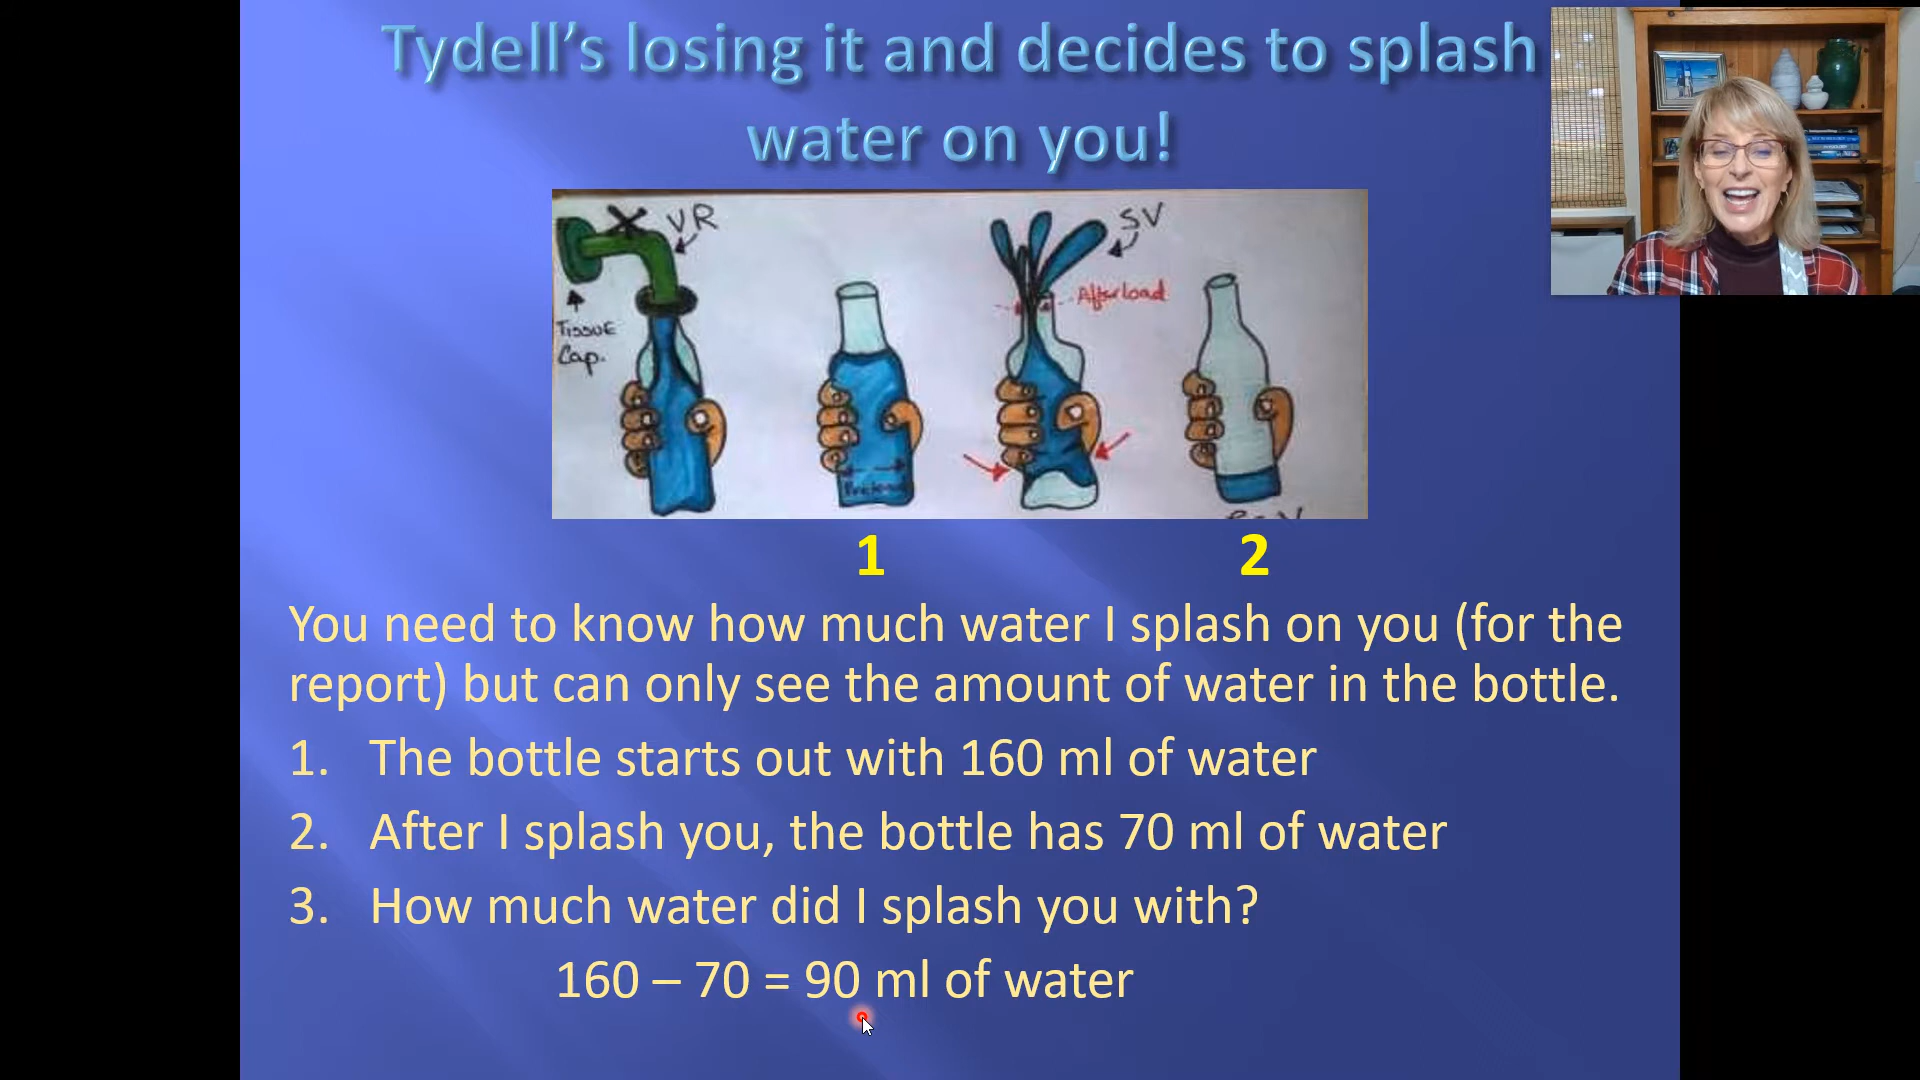 Tydell’s losing it and decides to splash
water on you!
VR
SV
Afterload
Tissue
Cap.
Preload
1
2
You need to know how much water I splash on you (for the
report) but can only see the amount of water in the bottle.
1. The bottle starts out with 160 ml of water
2. After I splash you, the bottle has 70 ml of water
3. How much water did I splash you with?
160 – 70 = 90 ml of water